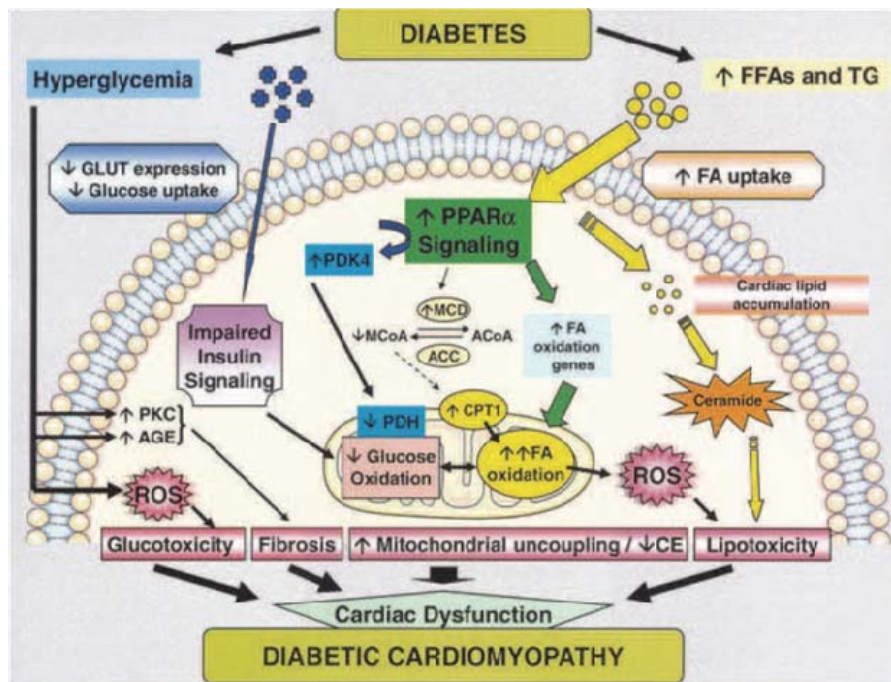 DIABETES
Hyperglycemia
↑ FFAs and TG
↓ GLUT expression
↓ Glucose uptake
↑ FA uptake
↑ PPARα
Signaling
↑PDK4
Cardiac lipid
accumulation
↑MCD
↓MCoA
ACoA
ACC
↑ FA
oxidation
genes
Impaired
Insulin
Signaling
Ceramide
↑ PKC
↑ AGE
↓ PDH
↑ CPT1
↓ Glucose
Oxidation
↑↑FA
oxidation
ROS
ROS
Glucotoxicity
Fibrosis
↑ Mitochondrial uncoupling / ↓CE
Lipotoxicity
Cardiac Dysfunction
DIABETIC CARDIOMYOPATHY